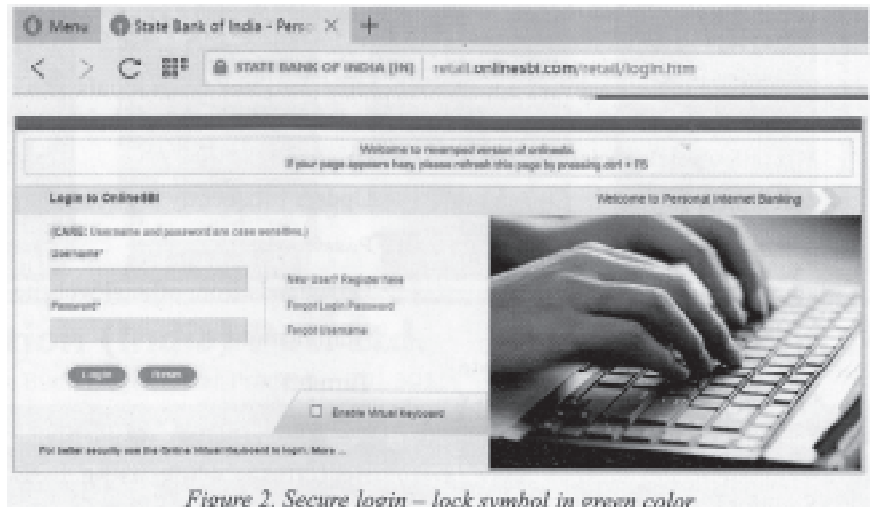 Menu State Bank of India - Perso
STATE BANK OF INDIA [IN] retail.onlinesbi.com/retail/login.htm
Welcome to revamped version of onlinesbi.
If your page appears hazy, please refresh this page by pressing ctrl + F5
Login to OnlineSBI
Welcome to Personal Internet Banking
(CARE: Username and password are case sensitive.)
Username*
New User? Register here
Password*
Forgot Login Password
Forgot Username
Login Reset
Enable Virtual Keyboard
For better security use the Online Virtual Keyboard to login. More ...
Figure 2. Secure login – lock symbol in green color